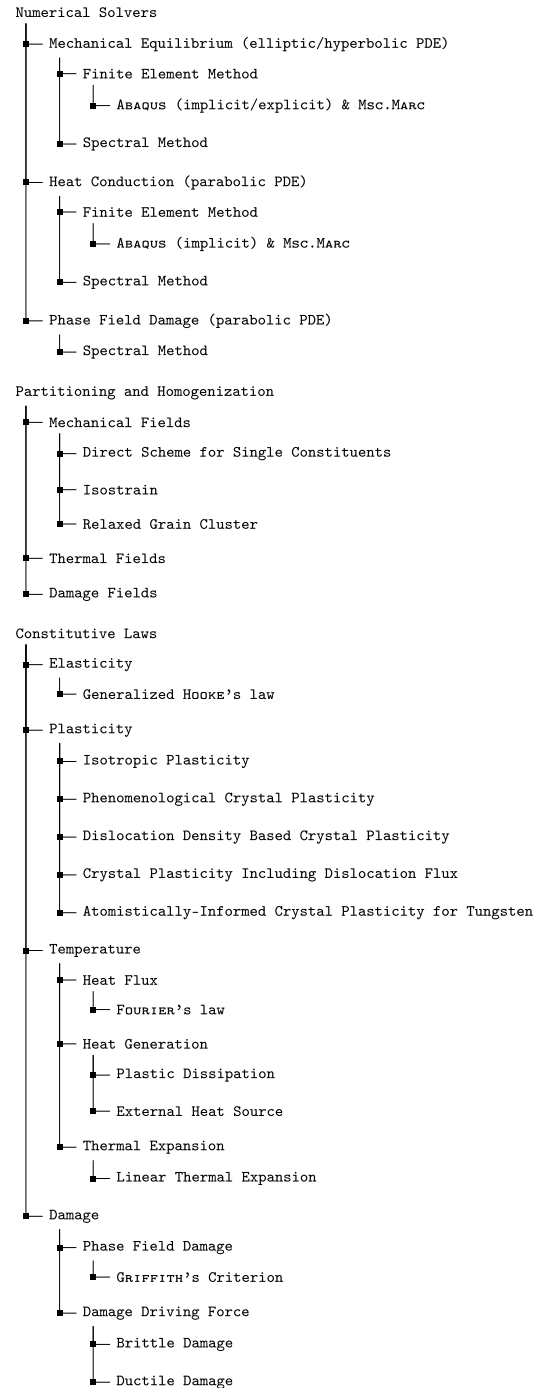 Numerical Solvers
Mechanical Equilibrium (elliptic/hyperbolic PDE)
Finite Element Method
Abaqus (implicit/explicit) & Msc.Marc
Spectral Method
Heat Conduction (parabolic PDE)
Finite Element Method
Abaqus (implicit) & Msc.Marc
Spectral Method
Phase Field Damage (parabolic PDE)
Spectral Method
Partitioning and Homogenization
Mechanical Fields
Direct Scheme for Single Constituents
Isostrain
Relaxed Grain Cluster
Thermal Fields
Damage Fields
Constitutive Laws
Elasticity
Generalized Hooke's law
Plasticity
Isotropic Plasticity
Phenomenological Crystal Plasticity
Dislocation Density Based Crystal Plasticity
Crystal Plasticity Including Dislocation Flux
Atomistically-Informed Crystal Plasticity for Tungsten
Temperature
Heat Flux
Fourier's law
Heat Generation
Plastic Dissipation
External Heat Source
Thermal Expansion
Linear Thermal Expansion
Damage
Phase Field Damage
Griffith's Criterion
Damage Driving Force
Brittle Damage
Ductile Damage